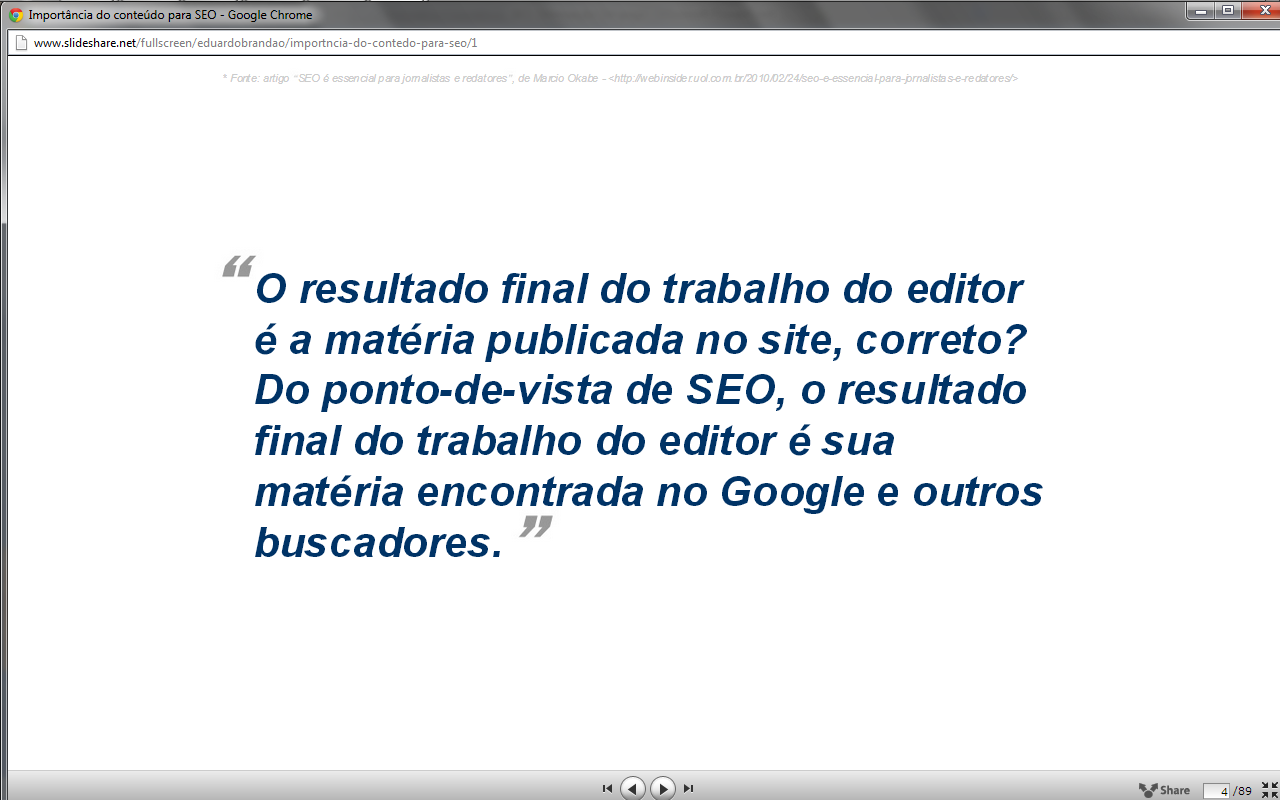 Importância do conteúdo para SEO - Google Chrome
www.slideshare.net/fullscreen/eduardobrandao/importncia-do-contedo-para-seo/1
* Fonte: artigo "SEO é essencial para jornalistas e redatores", de Marcio Okabe - <http://webinsider.uol.com.br/2010/02/24/seo-e-essencial-para-jornalistas-e-redatores/>
“O resultado final do trabalho do editor
é a matéria publicada no site, correto?
Do ponto-de-vista de SEO, o resultado
final do trabalho do editor é sua
matéria encontrada no Google e outros
buscadores.”
Share 4 /89